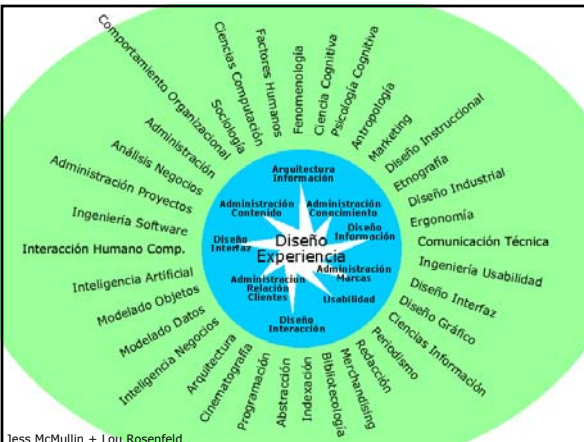 Comportamiento Organizacional
Sociología
Ciencias Computación
Factores Humanos
Fenomenología
Ciencia Cognitiva
Psicología Cognitiva
Antropología
Marketing
Diseño Instruccional
Etnografía
Diseño Industrial
Ergonomía
Comunicación Técnica
Ingeniería Usabilidad
Diseño Interfaz
Diseño Gráfico
Ciencias Información
Periodismo
Redacción
Merchandising
Bibliotecología
Indexación
Abstracción
Programación
Cinematografía
Arquitectura
Inteligencia Negocios
Modelado Datos
Modelado Objetos
Inteligencia Artificial
Interacción Humano Comp.
Ingeniería Software
Administración Proyectos
Análisis Negocios
Administración
Arquitectura
Información
Administración
Conocimiento
Diseño
Información
Administración
Marcas
Usabilidad
Diseño
Interacción
Administración
Relación
Clientes
Diseño
Interfaz
Administración
Contenido
Diseño
Experiencia
Jess McMullin + Lou Rosenfeld